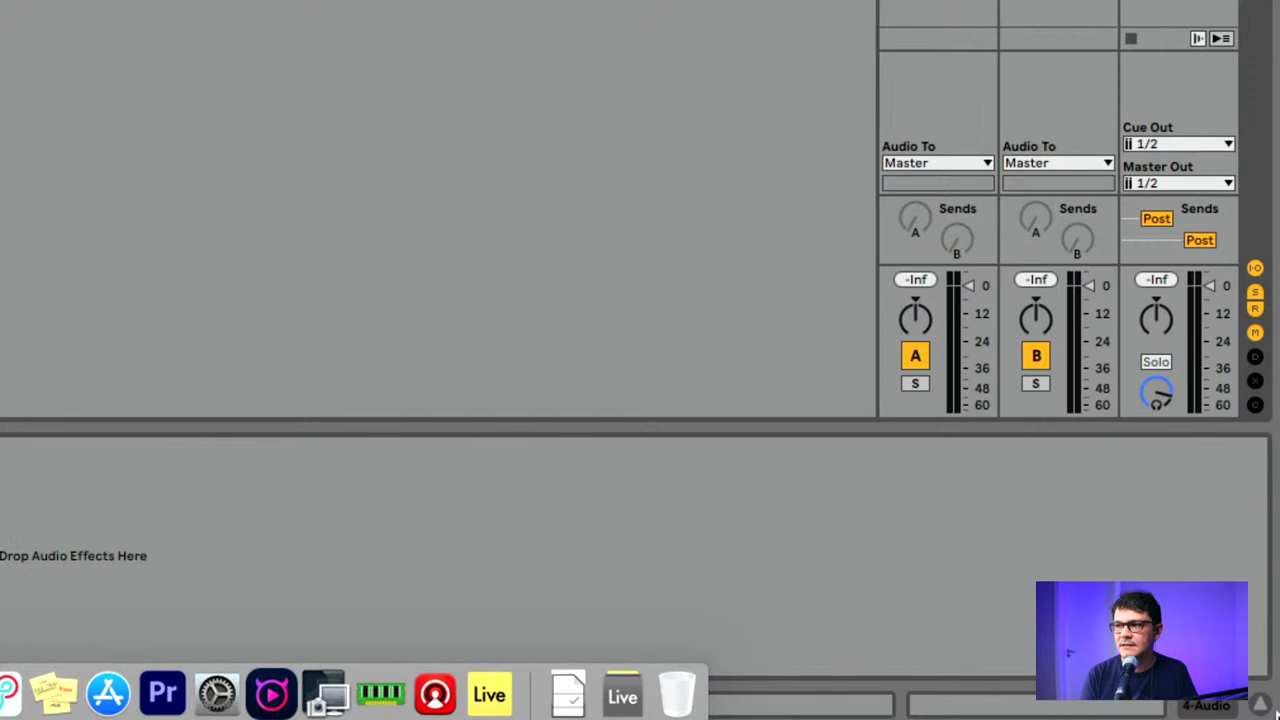 Cue Out
Audio To Audio To 1/2
Master Master Master Out
1/2
Sends Sends Sends
A A Post
B B Post
-Inf 0 -Inf 0 -Inf 0
12 12 12
24 24 24
A B Solo
36 36 36
S S
48 48 48
60 60 60
I·O
S
R
M
D
X
C
Drop Audio Effects Here
Pr Live Live
4-Audio